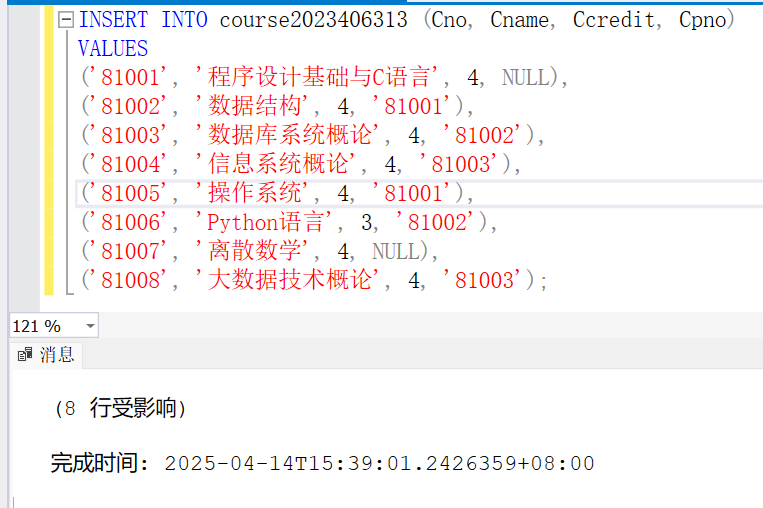 INSERT INTO course2023406313 (Cno, Cname, Ccredit, Cpno)
VALUES
('81001', '程序设计基础与C语言', 4, NULL),
('81002', '数据结构', 4, '81001'),
('81003', '数据库系统概论', 4, '81002'),
('81004', '信息系统概论', 4, '81003'),
('81005', '操作系统', 4, '81001'),
('81006', 'Python语言', 3, '81002'),
('81007', '离散数学', 4, NULL),
('81008', '大数据技术概论', 4, '81003');
121 %
消息
(8 行受影响)
完成时间: 2025-04-14T15:39:01.2426359+08:00